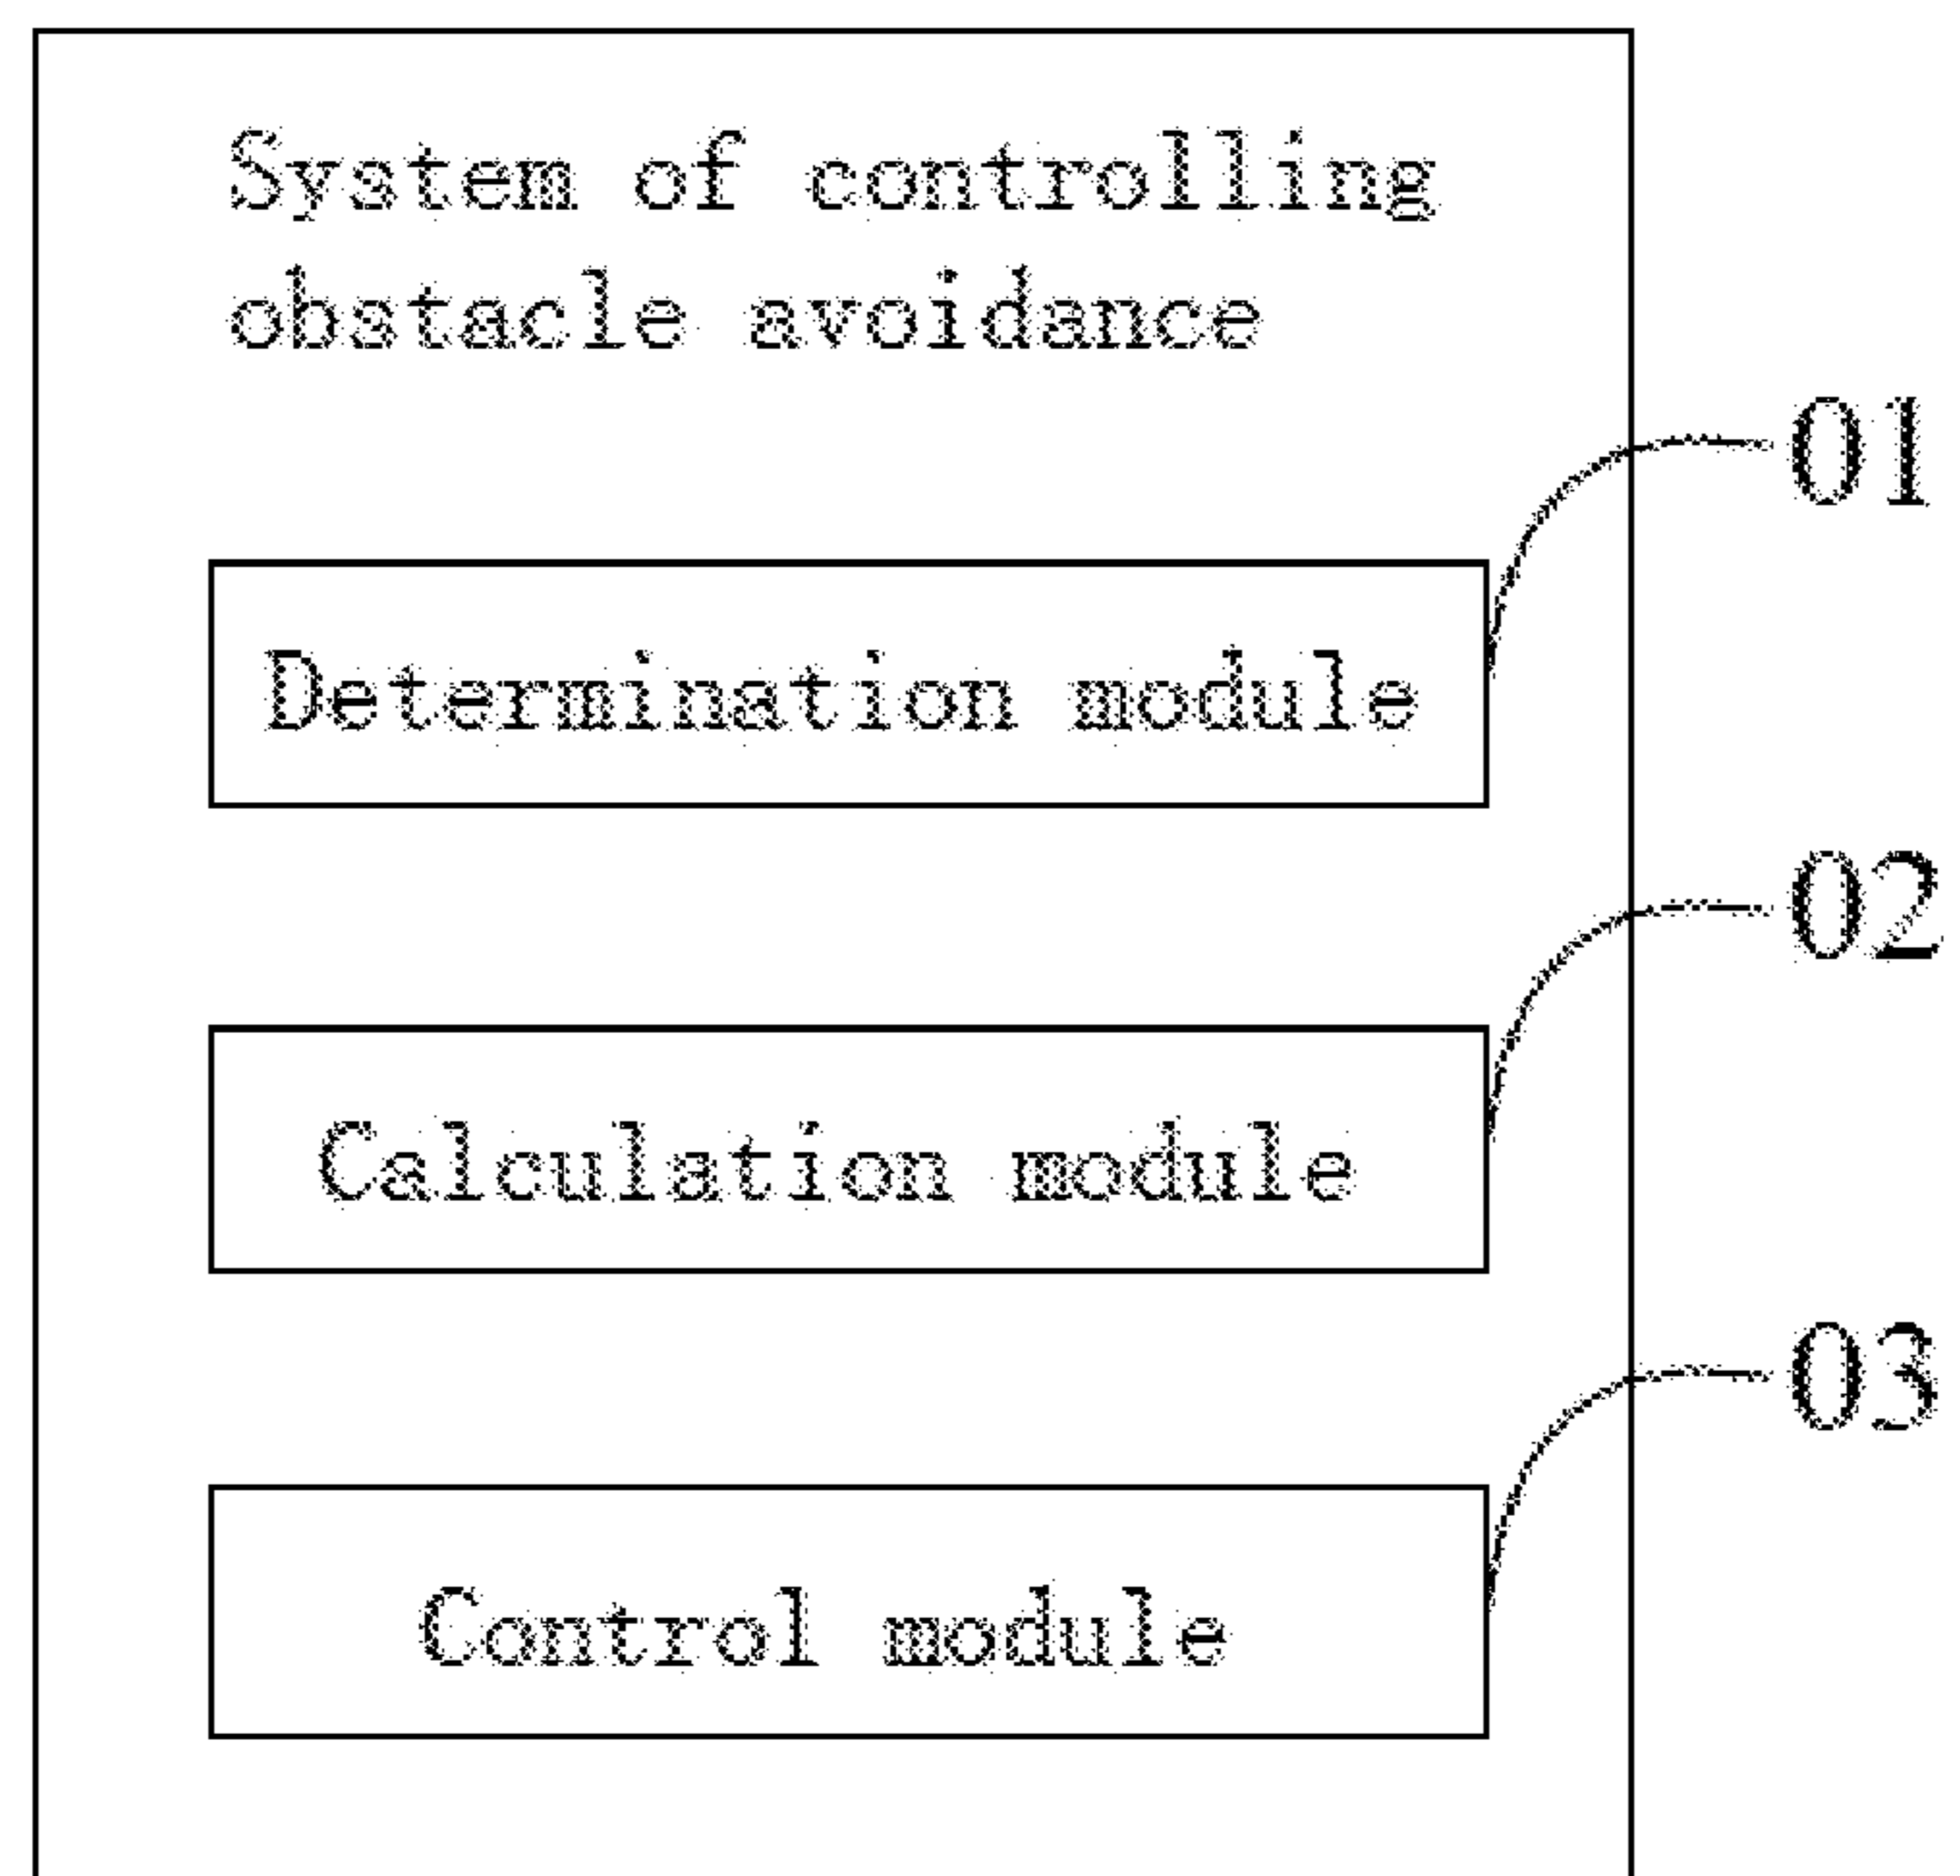 System of controlling
obstacle avoidance
01
Determination module
02
Calculation module
03
Control module